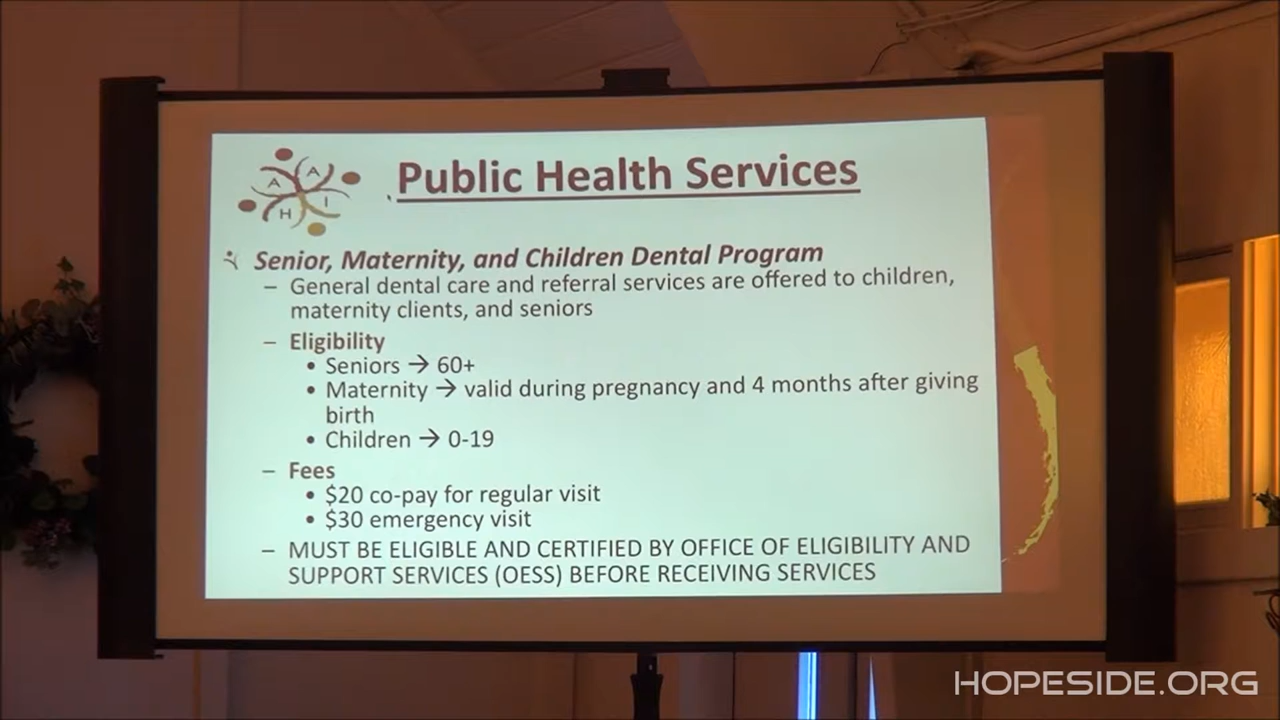 A A
H I
Public Health Services
Senior, Maternity, and Children Dental Program
– General dental care and referral services are offered to children,
maternity clients, and seniors
– Eligibility
• Seniors → 60+
• Maternity → valid during pregnancy and 4 months after giving
birth
• Children → 0-19
– Fees
• $20 co-pay for regular visit
• $30 emergency visit
– MUST BE ELIGIBLE AND CERTIFIED BY OFFICE OF ELIGIBILITY AND
SUPPORT SERVICES (OESS) BEFORE RECEIVING SERVICES
HOPESIDE.ORG